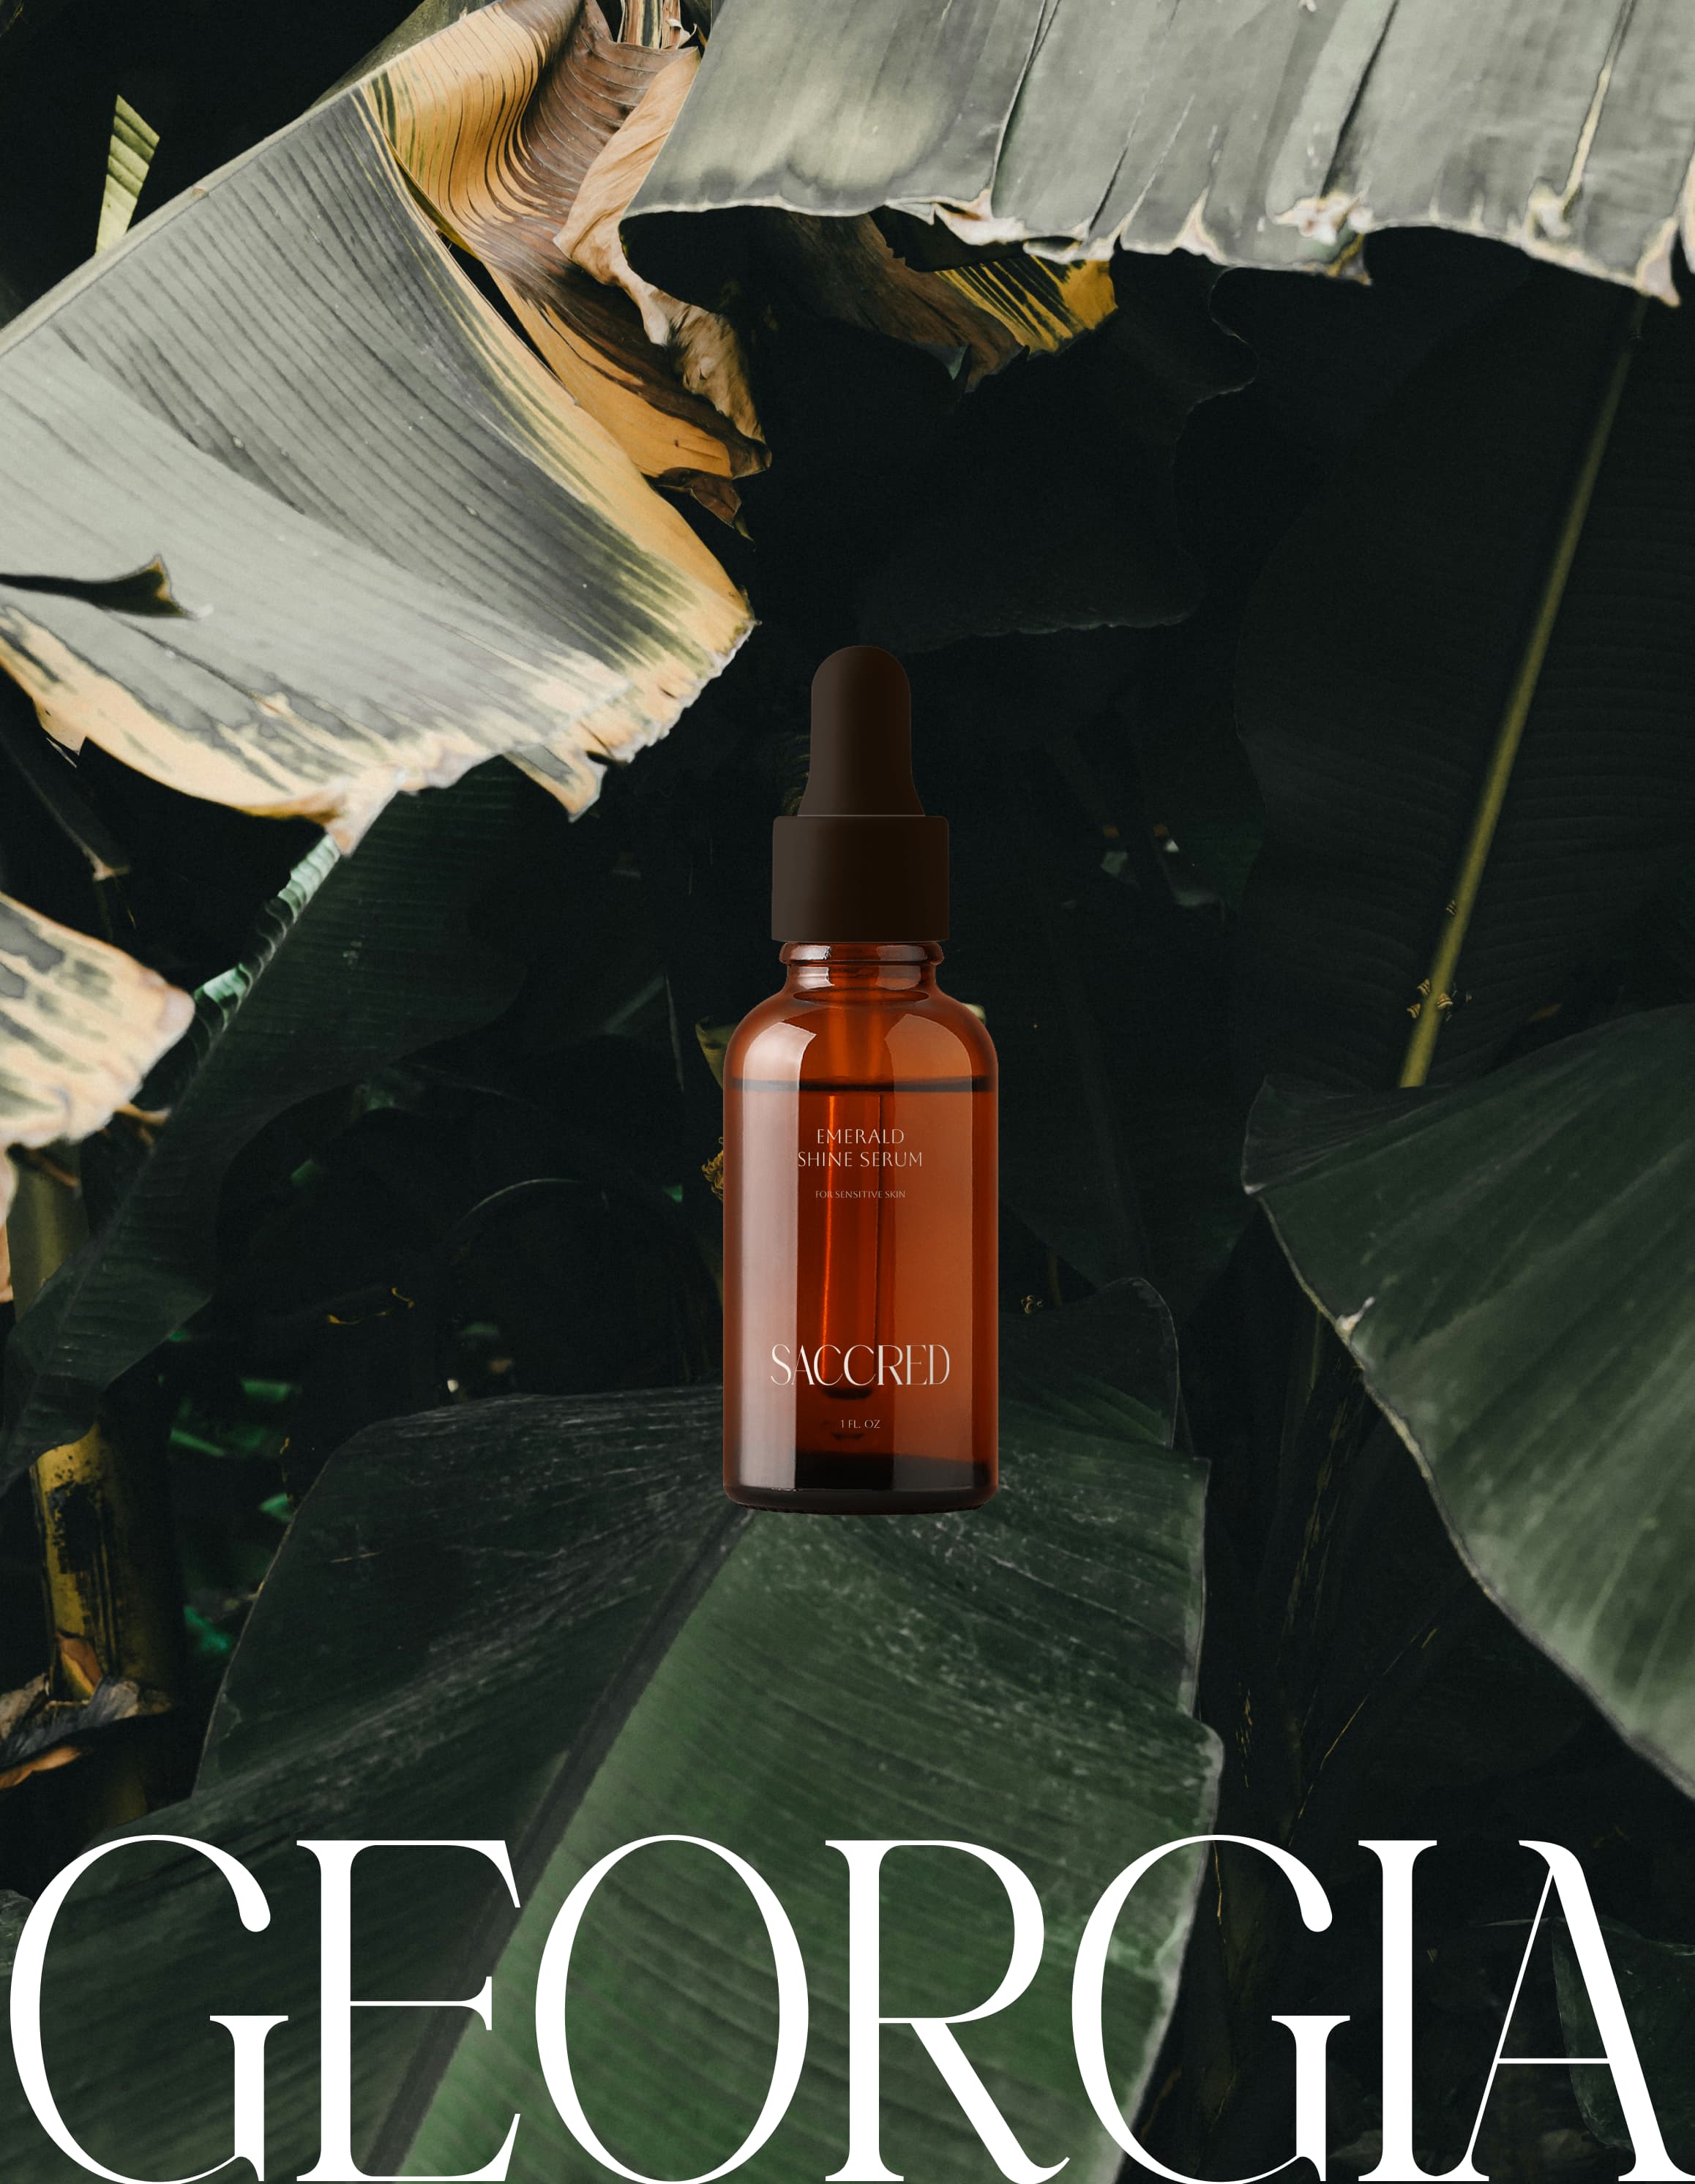 EMERALD
SHINE SERUM
FOR SENSITIVE SKIN
SACCRED
1 FL. OZ
GEORGIA